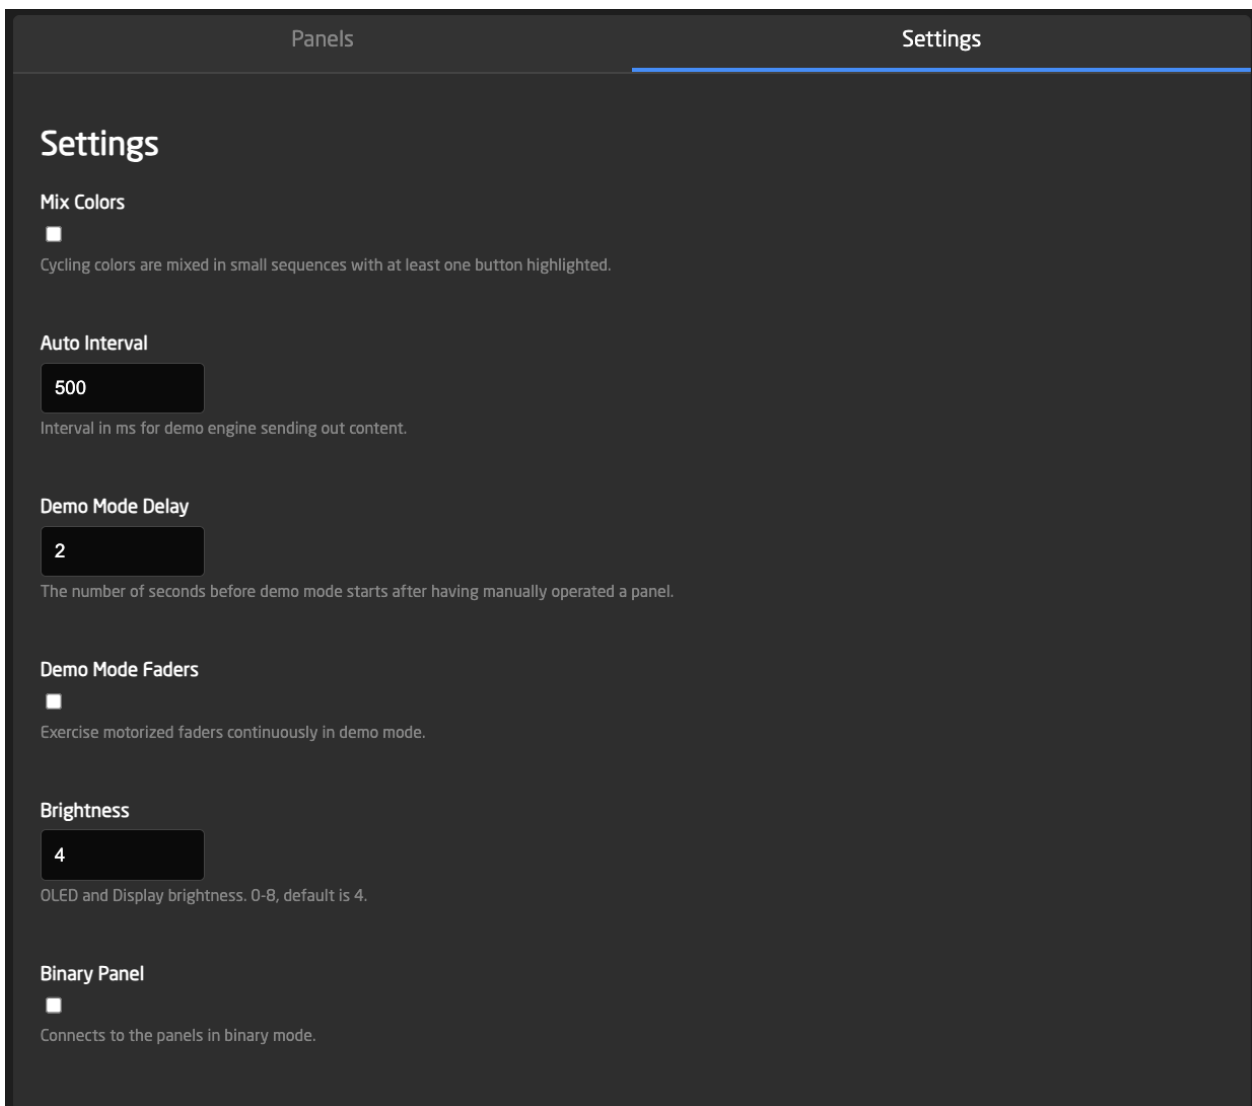 Panels
Settings
Settings
Mix Colors
Cycling colors are mixed in small sequences with at least one button highlighted.
Auto Interval
500
Interval in ms for demo engine sending out content.
Demo Mode Delay
2
The number of seconds before demo mode starts after having manually operated a panel.
Demo Mode Faders
Exercise motorized faders continuously in demo mode.
Brightness
4
OLED and Display brightness. 0-8, default is 4.
Binary Panel
Connects to the panels in binary mode.